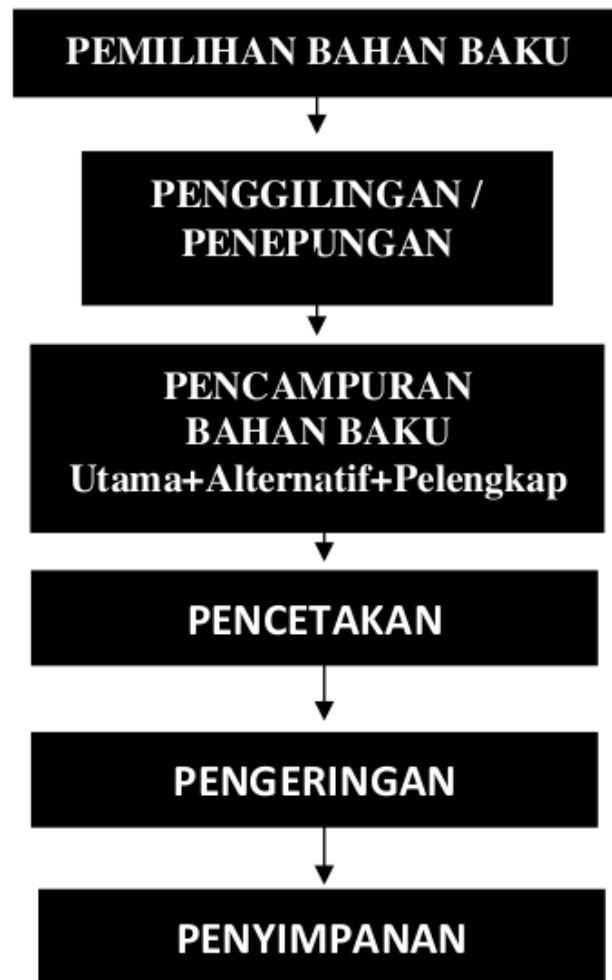 PEMILIHAN BAHAN BAKU
PENGGILINGAN /
PENEPUNGAN
PENCAMPURAN
BAHAN BAKU
Utama+Alternatif+Pelengkap
PENCETAKAN
PENGERINGAN
PENYIMPANAN